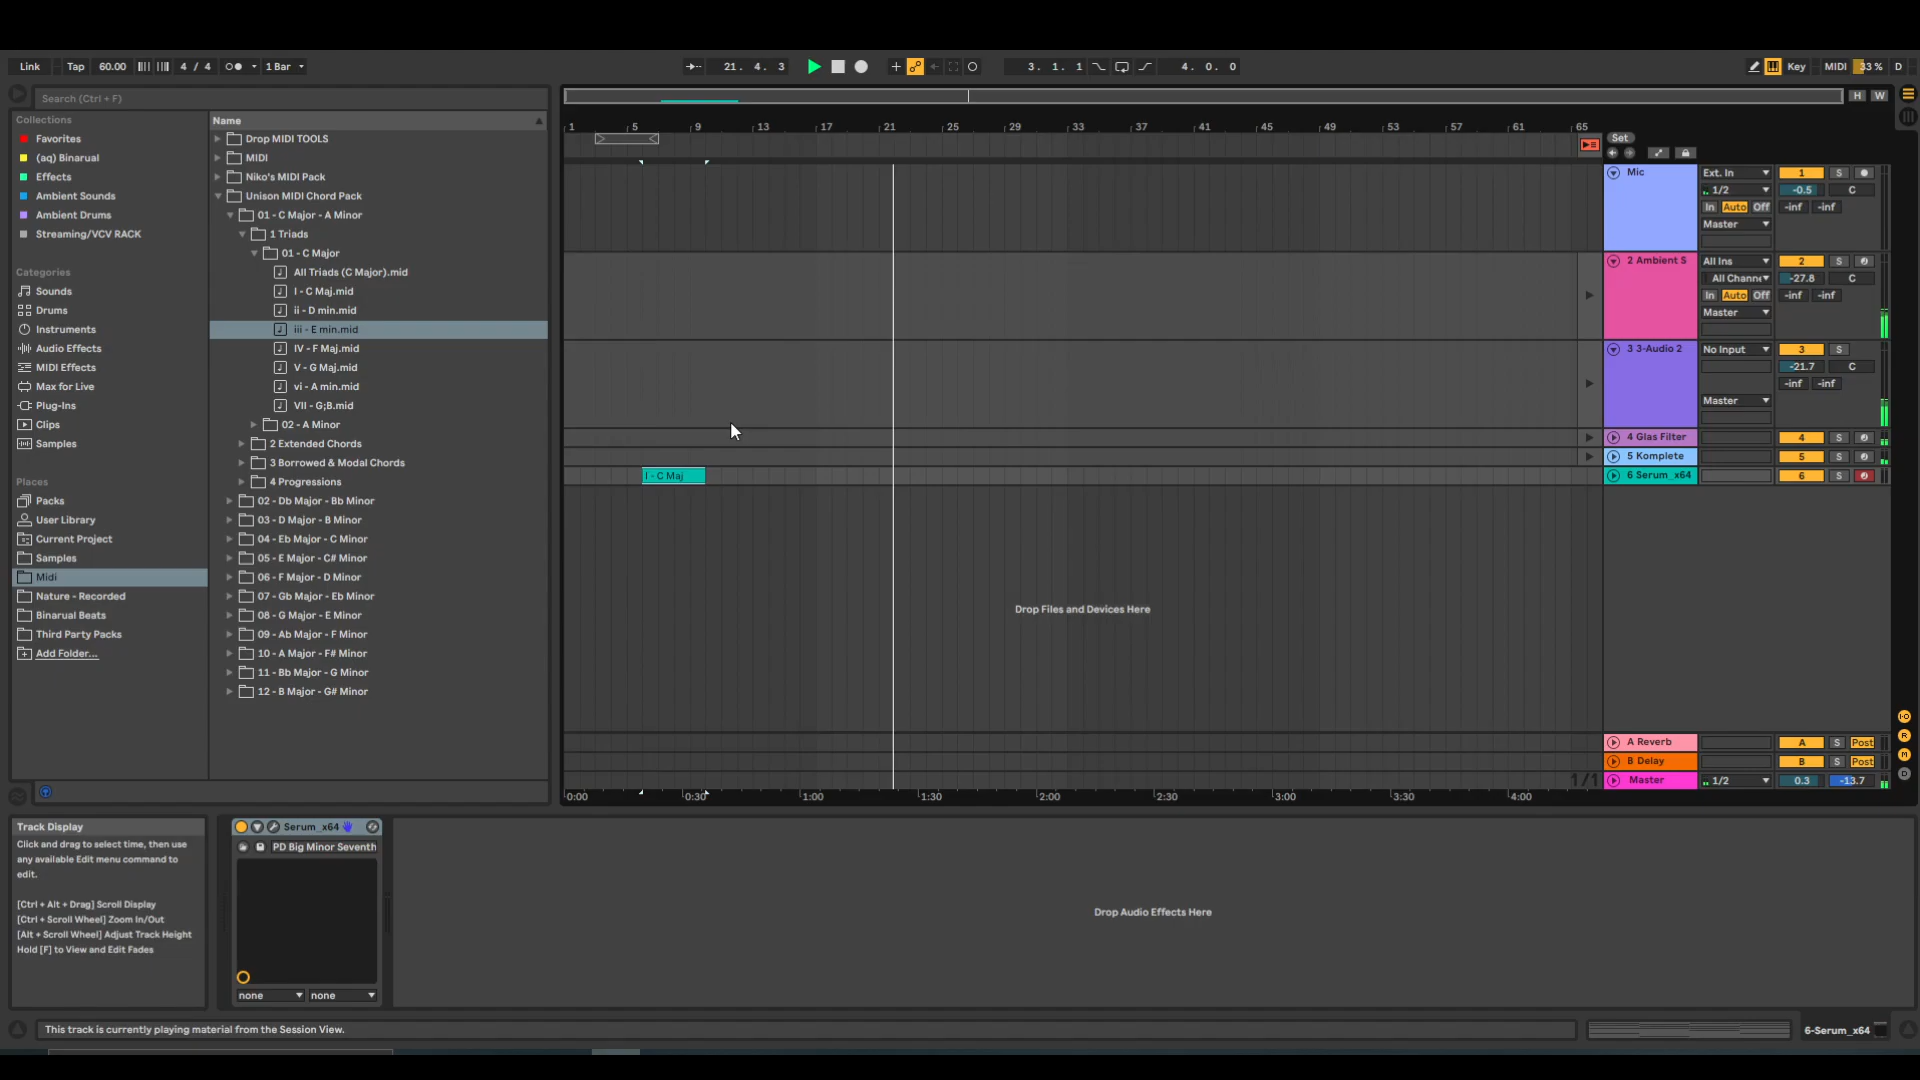 Link Tap 60.00 4 / 4 1 Bar 21. 4. 3 3. 1. 1 4. 0. 0 Key MIDI 33 % D
Search (Ctrl + F)
H W
Collections
Favorites
(aq) Binarual
Effects
Ambient Sounds
Ambient Drums
Streaming/VCV RACK
Categories
Sounds
Drums
Instruments
Audio Effects
MIDI Effects
Max for Live
Plug-Ins
Clips
Samples
Places
Packs
User Library
Current Project
Samples
Midi
Nature - Recorded
Binarual Beats
Third Party Packs
Add Folder...
Name
Drop MIDI TOOLS
MIDI
Niko's MIDI Pack
Unison MIDI Chord Pack
01 - C Major - A Minor
1 Triads
01 - C Major
All Triads (C Major).mid
I - C Maj.mid
ii - D min.mid
iii - E min.mid
IV - F Maj.mid
V - G Maj.mid
vi - A min.mid
VII - G;B.mid
02 - A Minor
2 Extended Chords
3 Borrowed & Modal Chords
4 Progressions
02 - Db Major - Bb Minor
03 - D Major - B Minor
04 - Eb Major - C Minor
05 - E Major - C# Minor
06 - F Major - D Minor
07 - Gb Major - Eb Minor
08 - G Major - E Minor
09 - Ab Major - F Minor
10 - A Major - F# Minor
11 - Bb Major - G Minor
12 - B Major - G# Minor
1 5 9 13 17 21 25 29 33 37 41 45 49 53 57 61 65
Set
Mic Ext. In 1 S
1/2 -0.5 C
In Auto Off -inf -inf
Master
2 Ambient S All Ins 2 S
All Channe -27.8 C
In Auto Off -inf -inf
Master
3 3-Audio 2 No Input 3 S
-21.7 C
-inf -inf
Master
4 Glas Filter 4 S
5 Komplete 5 S
I - C Maj 6 Serum_x64 6 S
Drop Files and Devices Here
A Reverb A S Post
B Delay B S Post
1/1 Master 1/2 0.3 -13.7
0:00 0:30 1:00 1:30 2:00 2:30 3:00 3:30 4:00
I·O
R
M
D
Track Display
Click and drag to select time, then use
any available Edit menu command to
edit.
[Ctrl + Alt + Drag] Scroll Display
[Ctrl + Scroll Wheel] Zoom In/Out
[Alt + Scroll Wheel] Adjust Track Height
Hold [F] to View and Edit Fades
Serum_x64
PD Big Minor Seventh
none none
Drop Audio Effects Here
This track is currently playing material from the Session View.
6-Serum_x64